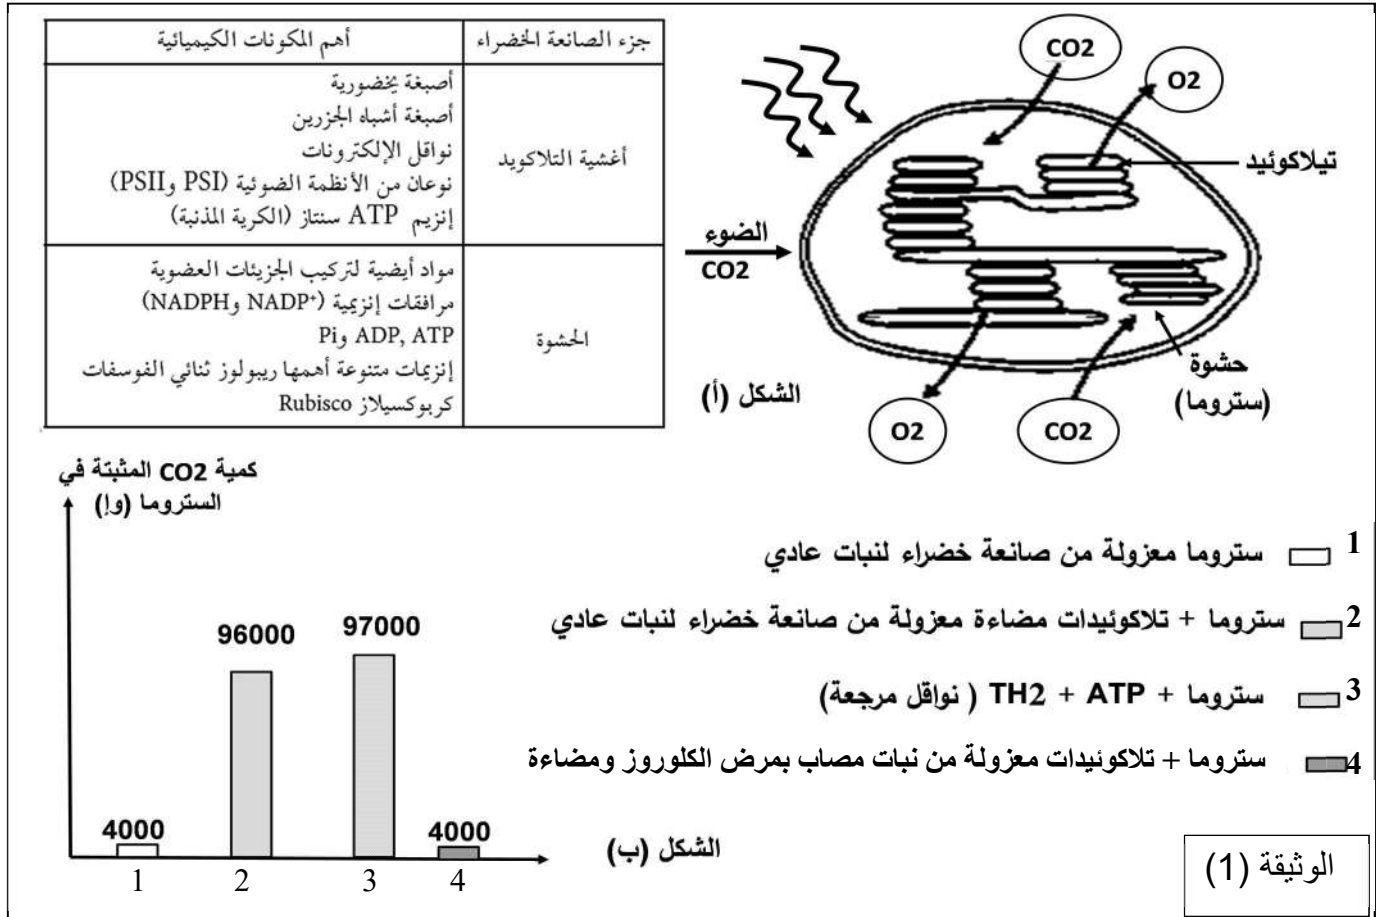 جزء الصانعة الخضراء	أهم المكونات الكيميائية
أغشية التلاكويد
أصبغة يخضورية
أصبغة أشباه الجزرين
نواقل الإلكترونات
نوعان من الأنظمة الضوئية (PSI وPSII)
إنزيم ATP سنتاز (الكرية المذنبة)
الحشوة
مواد أيضية لتركيب الجزيئات العضوية
مرافقات إنزيمية (NADP⁺ وNADPH)
ADP, ATP وPi
إنزيمات متنوعة أهمها ريبولوز ثنائي الفوسفات
كربوكسيلاز Rubisco
CO2
O2
تيلاكوئيد
الضوء
CO2
حشوة
(ستروما)
الشكل (أ)
O2
CO2
كمية CO2 المثبتة في
الستروما (وإ)
1 ستروما معزولة من صانعة خضراء لنبات عادي
2 ستروما + تلاكوئيدات مضاءة معزولة من صانعة خضراء لنبات عادي
3 ستروما + TH2 + ATP ( نواقل مرجعة)
4 ستروما + تلاكوئيدات معزولة من نبات مصاب بمرض الكلوروز ومضاءة
4000
96000
97000
4000
1 2 3 4
الشكل (ب)
الوثيقة (1)